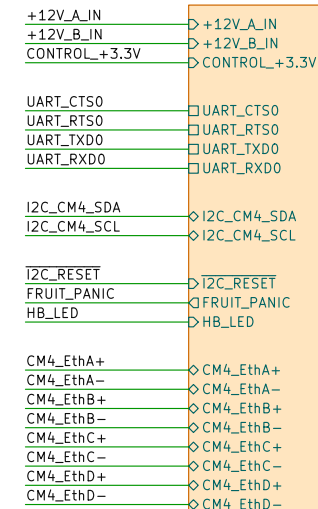 +12V_A_IN +12V_A_IN
+12V_B_IN +12V_B_IN
CONTROL_+3.3V CONTROL_+3.3V
UART_CTS0 UART_CTS0
UART_RTS0 UART_RTS0
UART_TXD0 UART_TXD0
UART_RXD0 UART_RXD0
I2C_CM4_SDA I2C_CM4_SDA
I2C_CM4_SCL I2C_CM4_SCL
I2C_RESET I2C_RESET
FRUIT_PANIC FRUIT_PANIC
HB_LED HB_LED
CM4_EthA+ CM4_EthA+
CM4_EthA- CM4_EthA-
CM4_EthB+ CM4_EthB+
CM4_EthB- CM4_EthB-
CM4_EthC+ CM4_EthC+
CM4_EthC- CM4_EthC-
CM4_EthD+ CM4_EthD+
CM4_EthD- CM4_EthD-